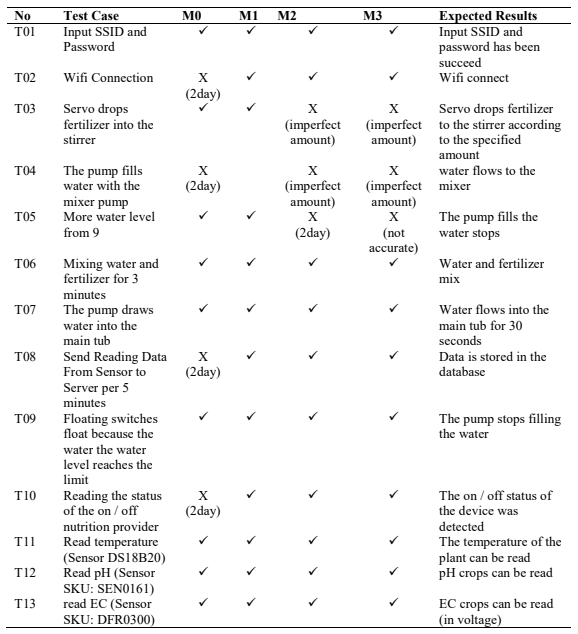 No Test Case M0 M1 M2 M3 Expected Results
T01 Input SSID and ✓ ✓ ✓ ✓ Input SSID and
Password password has been
succeed
T02 Wifi Connection X ✓ ✓ ✓ Wifi connect
(2day)
T03 Servo drops ✓ ✓ X X Servo drops fertilizer
fertilizer into the (imperfect (imperfect to the stirrer according
stirrer amount) amount) to the specified
amount
T04 The pump fills X X X water flows to the
water with the (2day) (imperfect (imperfect mixer
mixer pump amount) amount)
T05 More water level ✓ ✓ X X The pump fills the
from 9 (2day) (not water stops
accurate)
T06 Mixing water and ✓ ✓ ✓ ✓ Water and fertilizer
fertilizer for 3 mix
minutes
T07 The pump draws ✓ ✓ ✓ ✓ Water flows into the
water into the main tub for 30
main tub seconds
T08 Send Reading Data X ✓ ✓ ✓ Data is stored in the
From Sensor to (2day) database
Server per 5
minutes
T09 Floating switches ✓ ✓ ✓ ✓ The pump stops filling
float because the the water
water the water
level reaches the
limit
T10 Reading the status X ✓ ✓ ✓ The on / off status of
of the on / off (2day) the device was
nutrition provider detected
T11 Read temperature ✓ ✓ ✓ ✓ The temperature of the
(Sensor DS18B20) plant can be read
T12 Read pH (Sensor ✓ ✓ ✓ ✓ pH crops can be read
SKU: SEN0161)
T13 read EC (Sensor ✓ ✓ ✓ ✓ EC crops can be read
SKU: DFR0300) (in voltage)